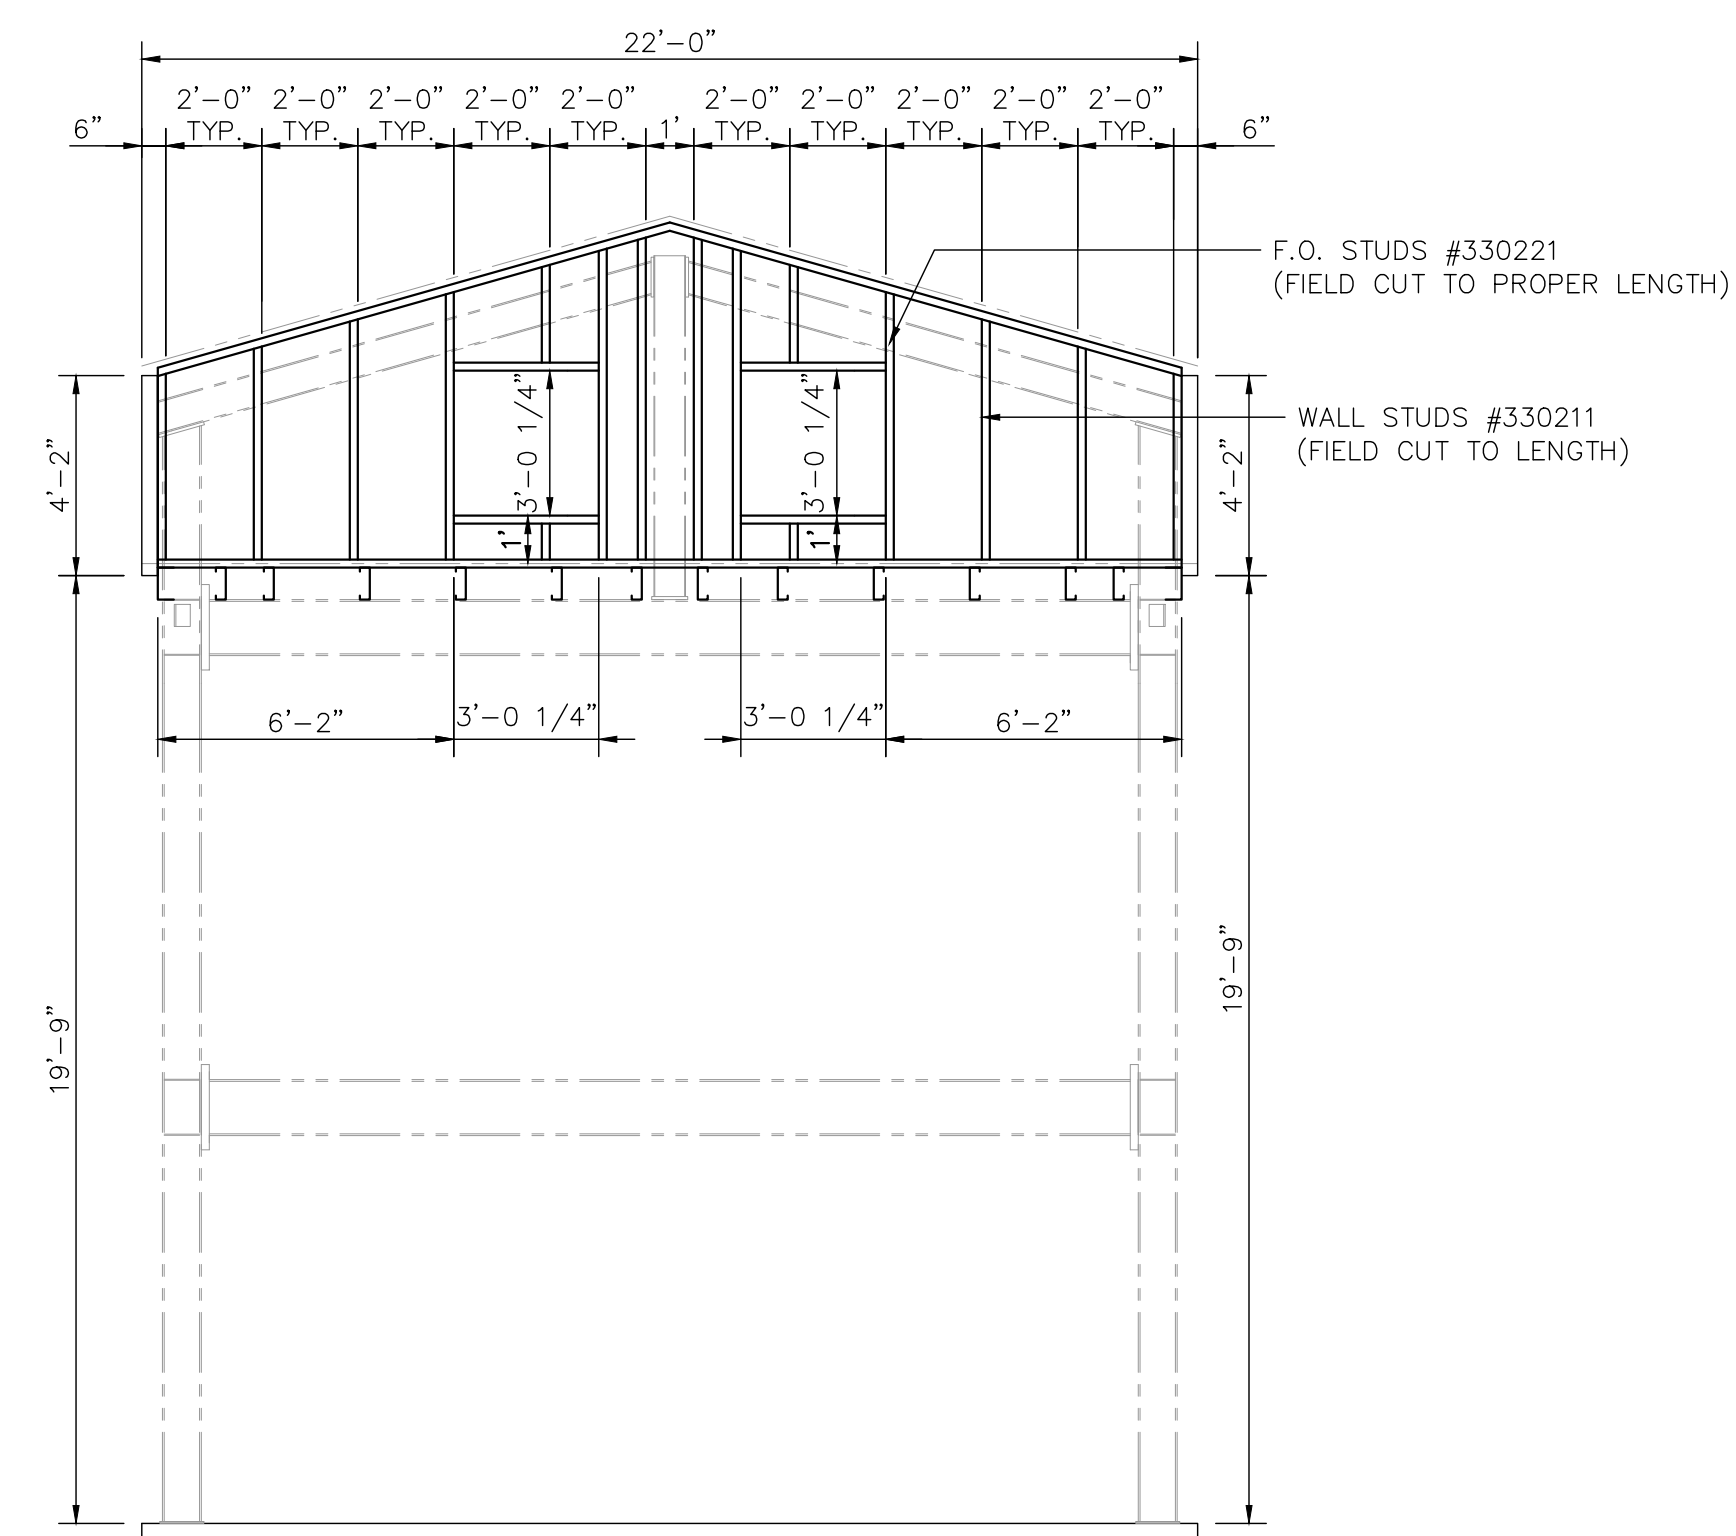 22'-0"
2'-0" 2'-0" 2'-0" 2'-0" 2'-0" 2'-0" 2'-0" 2'-0" 2'-0" 2'-0"
6" TYP. TYP. TYP. TYP. TYP. 1' TYP. TYP. TYP. TYP. TYP. 6"
F.O. STUDS #330221
(FIELD CUT TO PROPER LENGTH)
WALL STUDS #330211
(FIELD CUT TO LENGTH)
4'-2"
3'-0 1/4"
3'-0 1/4"
4'-2"
1'
1'
6'-2" 3'-0 1/4" 3'-0 1/4" 6'-2"
19'-9"
19'-9"